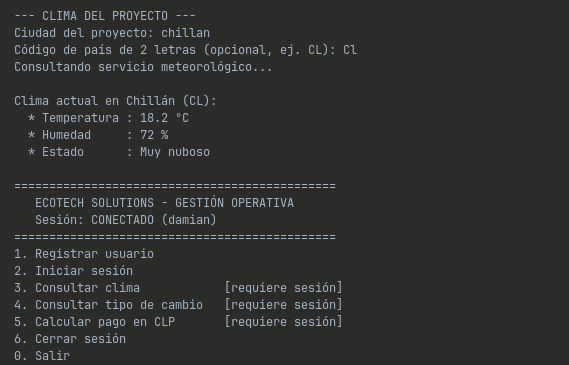 --- CLIMA DEL PROYECTO ---
Ciudad del proyecto: chillan
Código de país de 2 letras (opcional, ej. CL): Cl
Consultando servicio meteorológico...
Clima actual en Chillán (CL):
  * Temperatura : 18.2 °C
  * Humedad     : 72 %
  * Estado      : Muy nuboso
==============================================
   ECOTECH SOLUTIONS - GESTIÓN OPERATIVA
   Sesión: CONECTADO (damian)
==============================================
1. Registrar usuario
2. Iniciar sesión
3. Consultar clima            [requiere sesión]
4. Consultar tipo de cambio   [requiere sesión]
5. Calcular pago en CLP       [requiere sesión]
6. Cerrar sesión
0. Salir